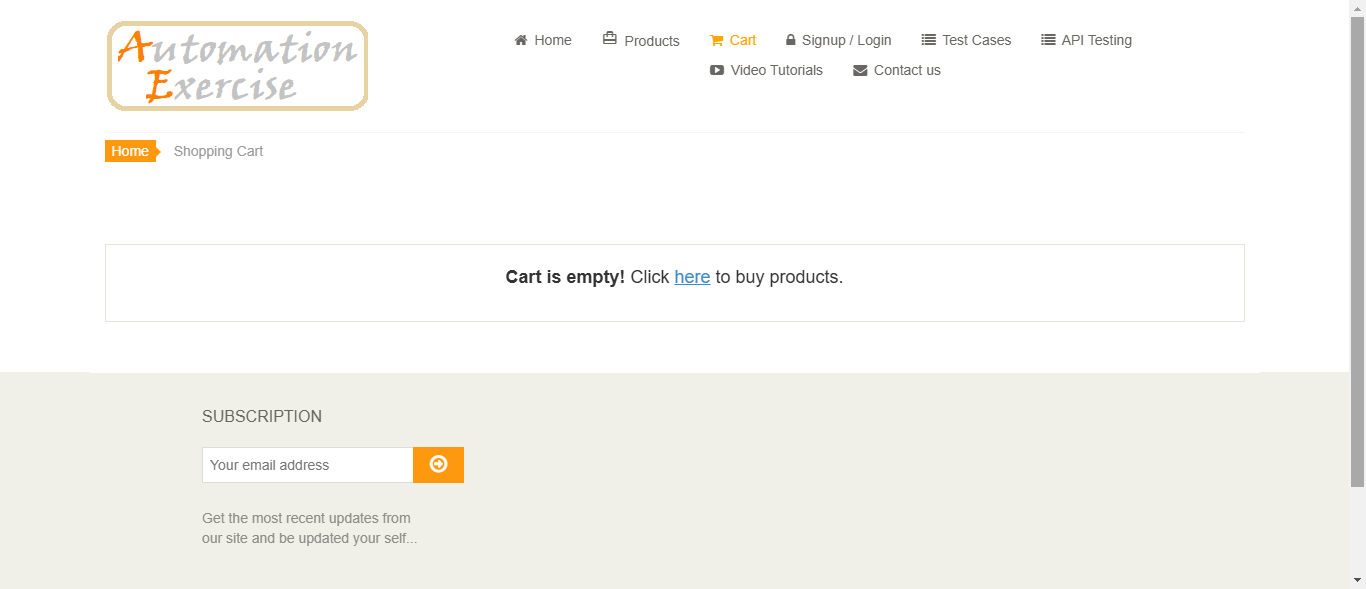 Automation
Exercise
Home
Products
Cart
Signup / Login
Test Cases
API Testing
Video Tutorials
Contact us
Home
Shopping Cart
Cart is empty! Click here to buy products.
SUBSCRIPTION
Your email address
Get the most recent updates from
our site and be updated your self...